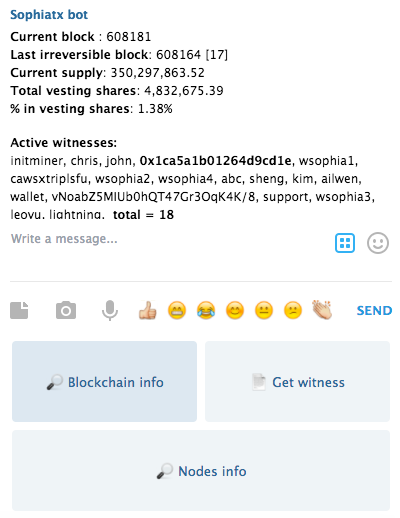 Sophiatx bot
Current block : 608181
Last irreversible block: 608164 [17]
Current supply: 350,297,863.52
Total vesting shares: 4,832,675.39
% in vesting shares: 1.38%
Active witnesses:
initminer, chris, john, 0x1ca5a1b01264d9cd1e, wsophia1,
cawsxtriplsfu, wsophia2, wsophia4, abc, sheng, kim, ailwen,
wallet, vNoabZ5MlUb0hQT47Gr3OqK4K/8, support, wsophia3,
leovu, lightning, total = 18
Write a message...
SEND
Blockchain info
Get witness
Nodes info